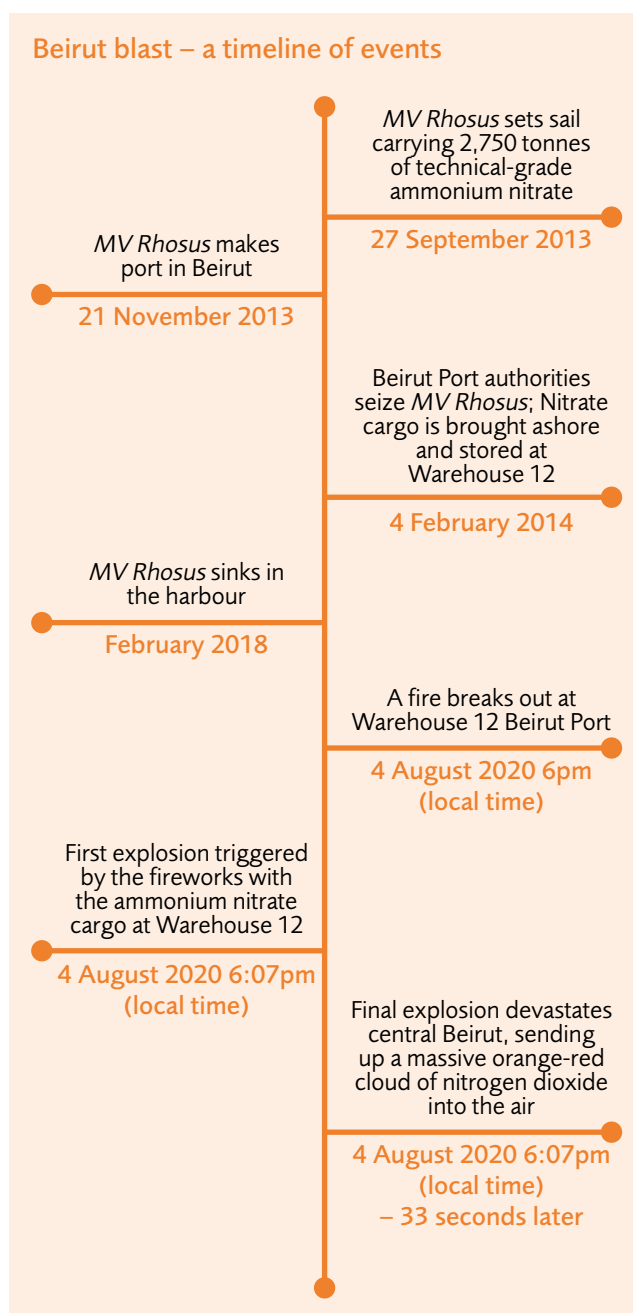 Beirut blast – a timeline of events
MV Rhosus sets sail
carrying 2,750 tonnes
of technical-grade
ammonium nitrate
27 September 2013
MV Rhosus makes
port in Beirut
21 November 2013
Beirut Port authorities
seize MV Rhosus; Nitrate
cargo is brought ashore
and stored at
Warehouse 12
4 February 2014
MV Rhosus sinks in
the harbour
February 2018
A fire breaks out at
Warehouse 12 Beirut Port
4 August 2020 6pm
(local time)
First explosion triggered
by the fireworks with
the ammonium nitrate
cargo at Warehouse 12
4 August 2020 6:07pm
(local time)
Final explosion devastates
central Beirut, sending
up a massive orange-red
cloud of nitrogen dioxide
into the air
4 August 2020 6:07pm
(local time)
– 33 seconds later